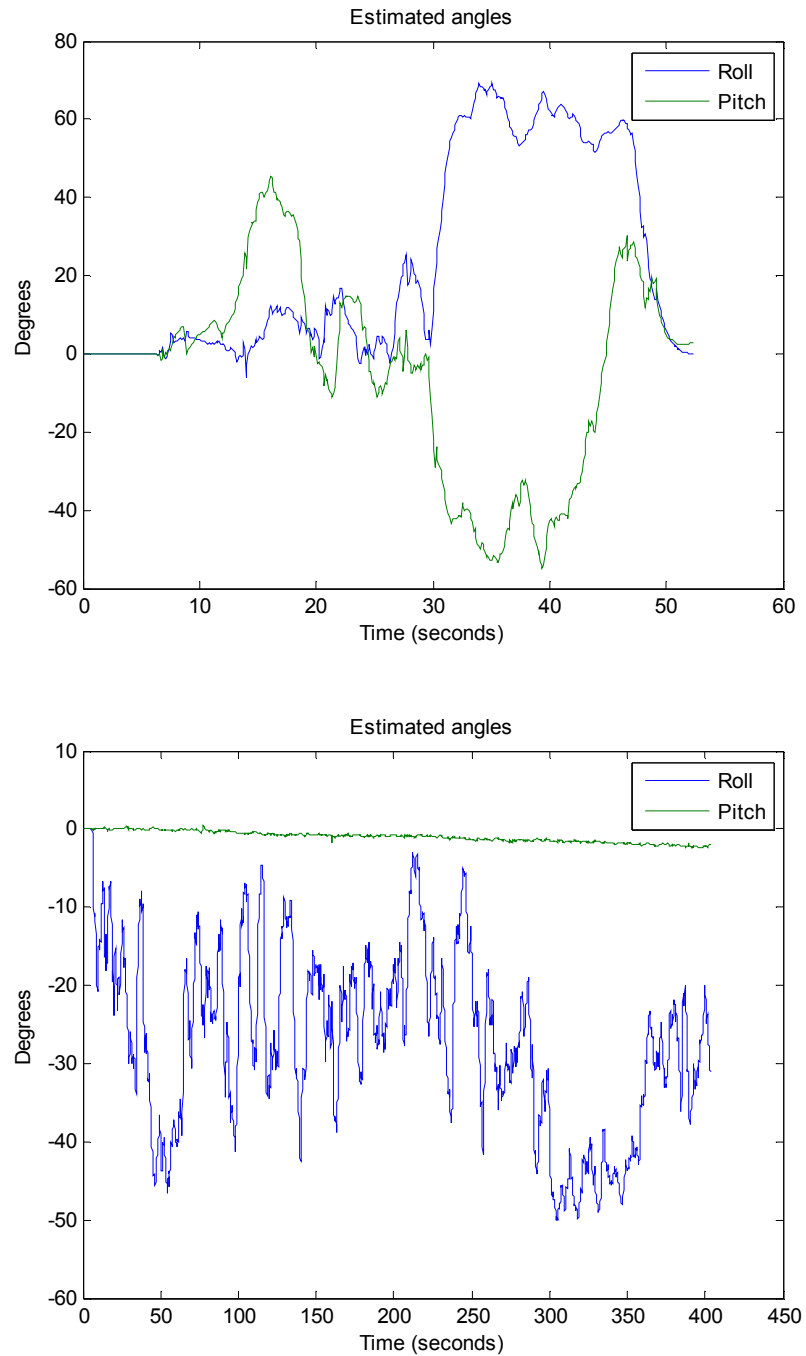 Estimated angles
80
60
40
20
0
-20
-40
-60
Degrees
Roll
Pitch
0 10 20 30 40 50 60
Time (seconds)
Estimated angles
10
0
-10
-20
-30
-40
-50
-60
Degrees
Roll
Pitch
0 50 100 150 200 250 300 350 400 450
Time (seconds)